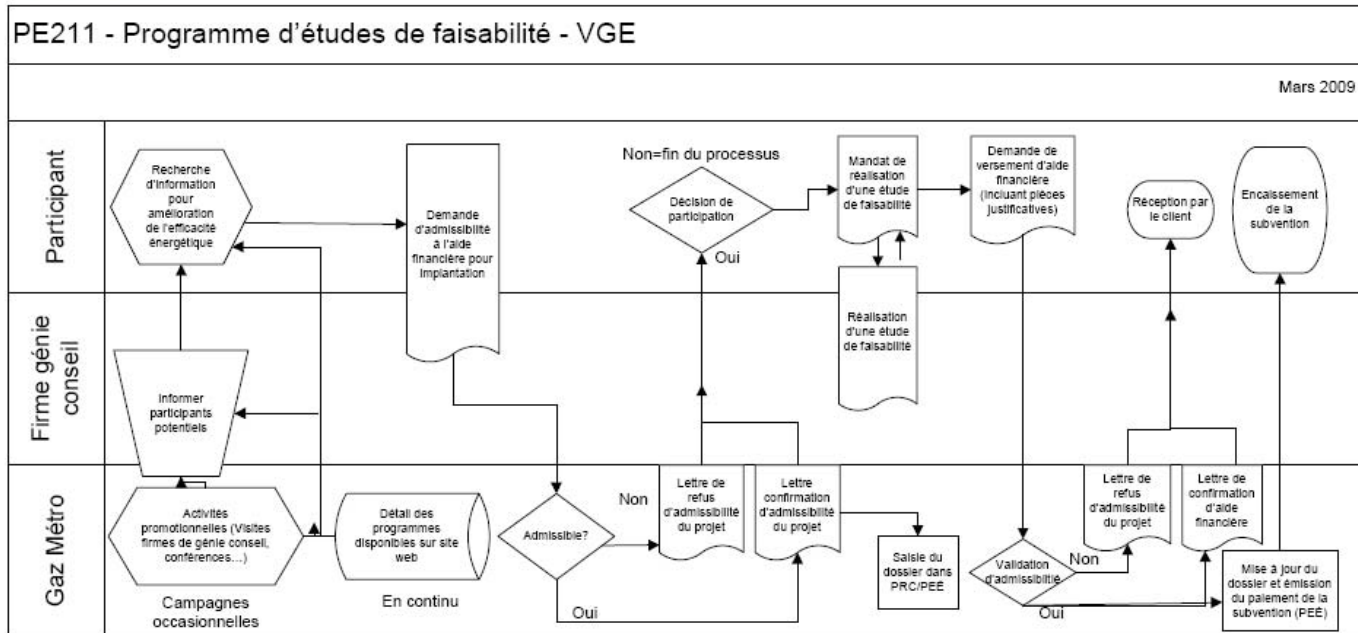 PE211 - Programme d'études de faisabilité - VGE
Mars 2009
Participant
Recherche
d'information
pour
amélioration
de l'efficacité
énergétique
Demande
d'admissibilité
à l'aide
financière pour
implantation
Non=fin du processus
Décision de
participation
Oui
Mandat de
réalisation
d'une étude de
faisabilité
Demande de
versement d'aide
financière
(incluant pièces
justificatives)
Réception par
le client
Encaissement
de la
subvention
Firme génie
conseil
Informer
participants
potentiels
Réalisation
d'une étude
de faisabilité
Gaz Métro
Activités
promotionnelles (Visites
firmes de génie conseil,
conférences...)
Campagnes
occasionnelles
Détail des
programmes
disponibles sur site
web
En continu
Admissible?
Non
Oui
Lettre de refus
d'admissibilité
du projet
Lettre
confirmation
d'admissibilité
du projet
Saisie du
dossier dans
PRC/PEÉ
Validation
d'admissibilité
Non
Oui
Lettre de
refus
d'admissibilité
du projet
Lettre de
confirmation
d'aide
financière
Mise à jour du
dossier et émission
du paiement de la
subvention (PEÉ)